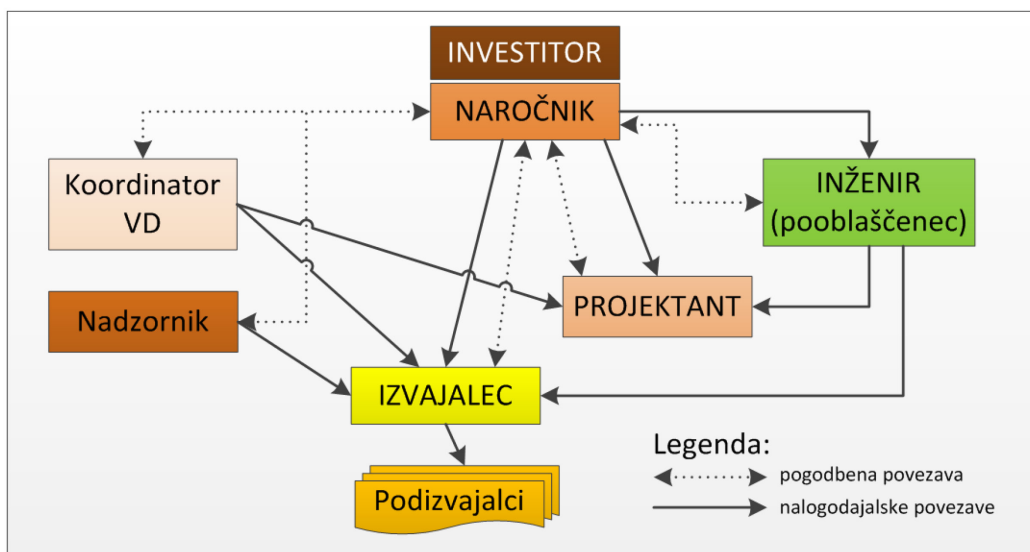 INVESTITOR
NAROČNIK
Koordinator
VD
INŽENIR
(pooblaščenec)
Nadzornik
PROJEKTANT
IZVAJALEC
Podizvajalci
Legenda:
pogodbena povezava
nalogodajalske povezave